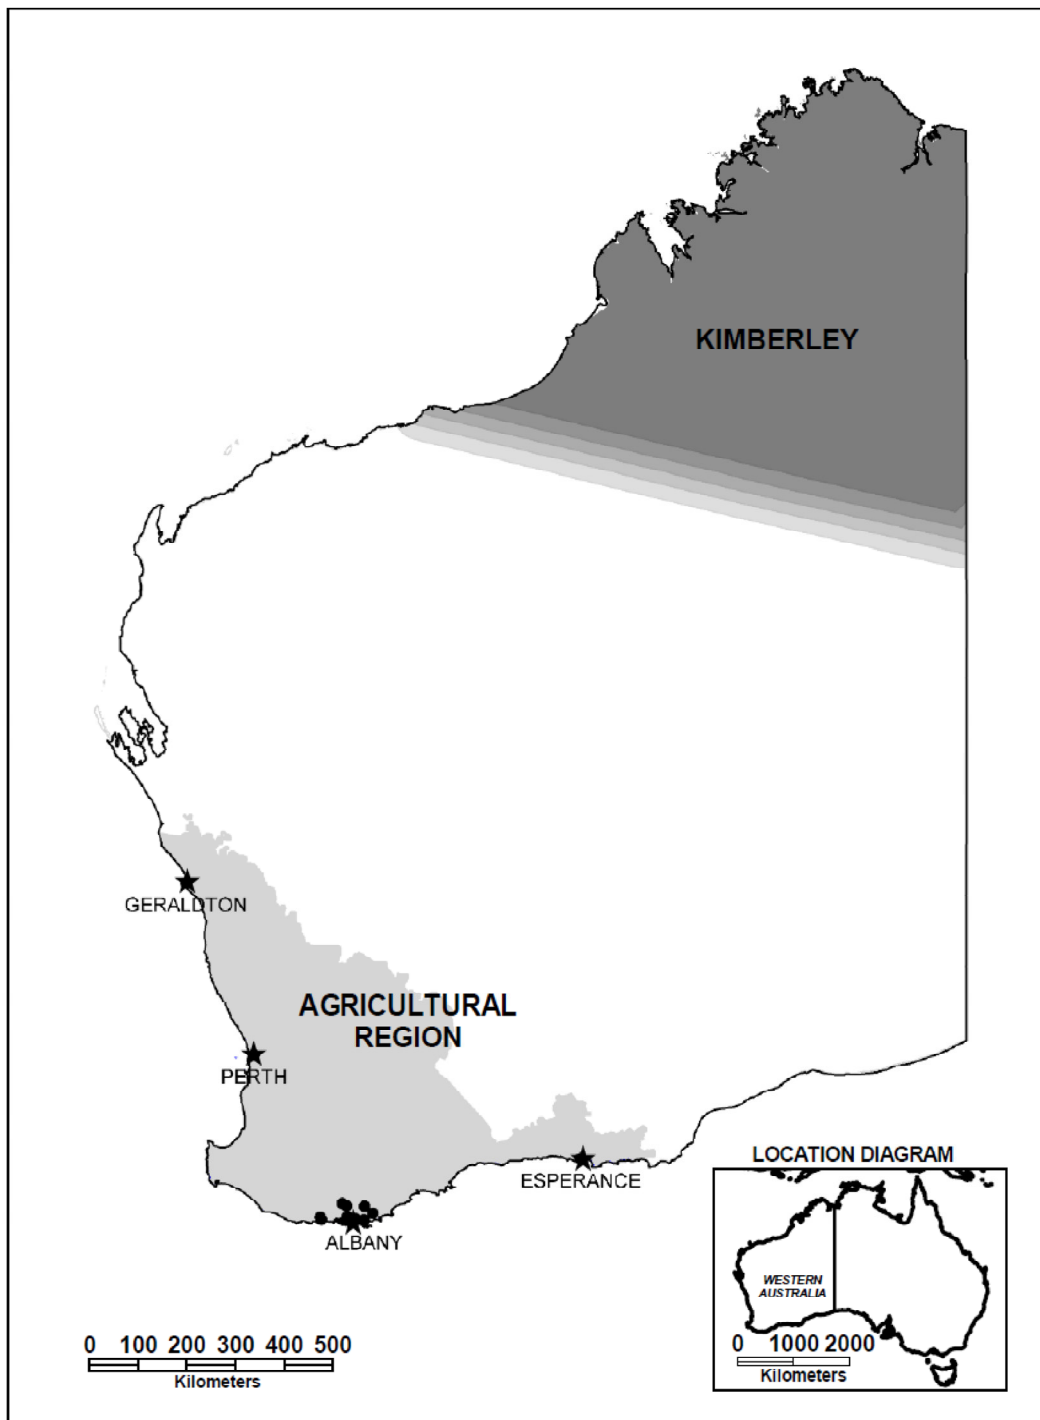 KIMBERLEY
GERALDTON
AGRICULTURAL
REGION
PERTH
ESPERANCE
ALBANY
LOCATION DIAGRAM
WESTERN
AUSTRALIA
0 1000 2000
Kilometers
0 100 200 300 400 500
Kilometers